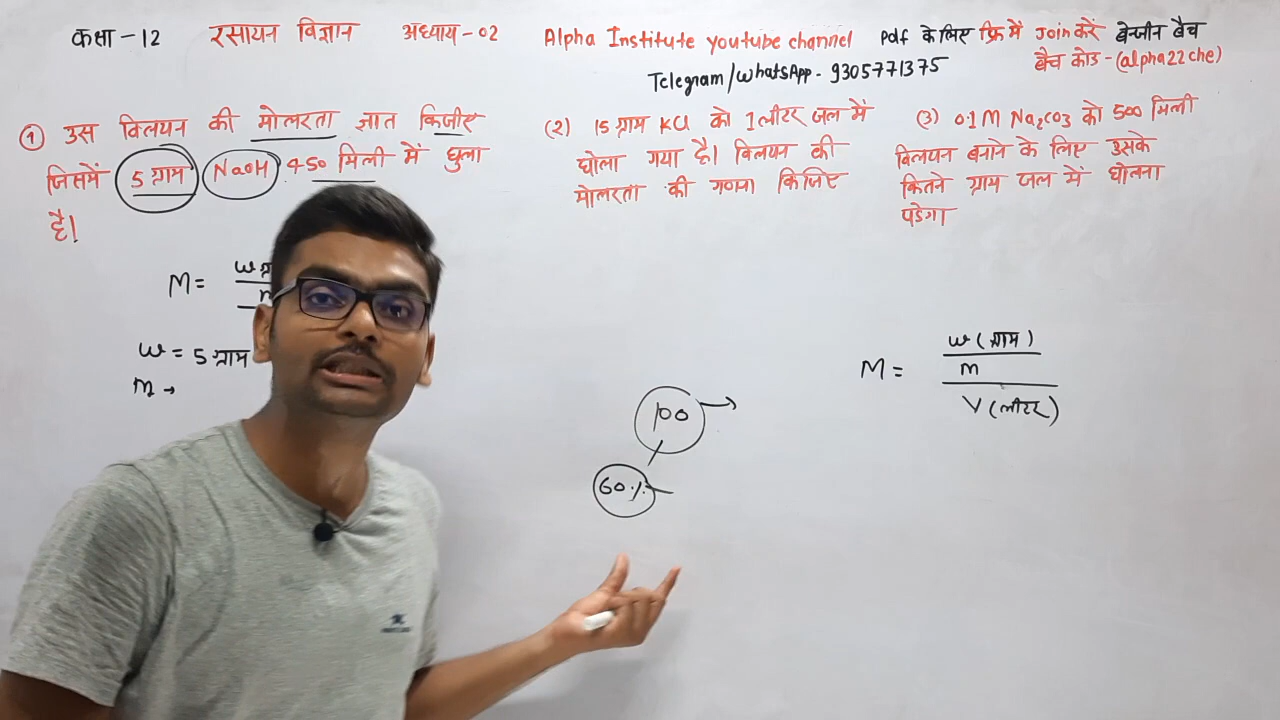 कक्षा - 12 रसायन विज्ञान अध्याय - 02 Alpha Institute youtube channel Pdf के लिए फ्रि में Join करें बेन्जीन बैच
Telegram/WhatsApp - 9305771375 बैच कोड - (alpha22che)
① उस विलयन की मोलरता ज्ञात किजीए
जिसमें 5 ग्राम NaOH 450 मिली में घुला
है।
(2) 15 ग्राम KCl को 1 लीटर जल में
घोला गया है। विलयन की
मोलरता की गणना किजिए
(3) 0.1 M Na2CO3 को 500 मिली
विलयन बनाने के लिए उसके
कितने ग्राम जल में घोलना
पडेगा
M =
w = 5 ग्राम
m →
100
60%
M = w (ग्राम)
m
V (लीटर)